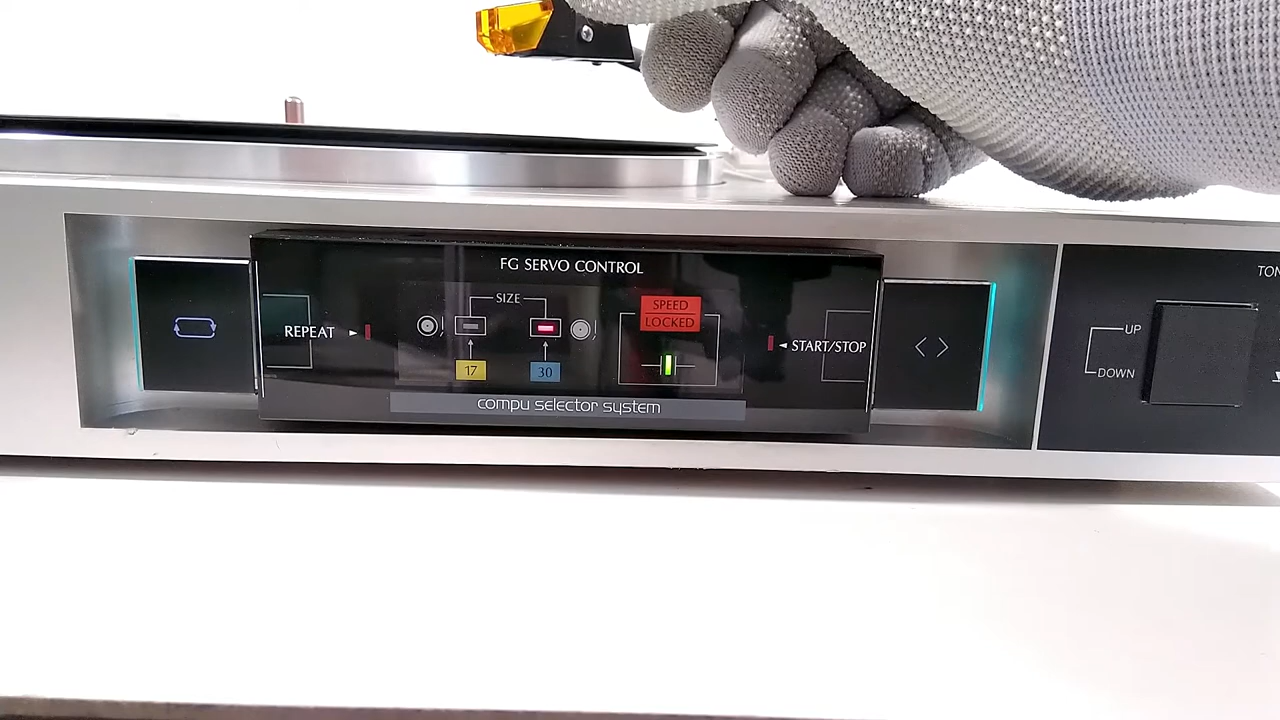 FG SERVO CONTROL
SIZE
SPEED
LOCKED
REPEAT
START/STOP
17
30
compu selector system
UP
DOWN